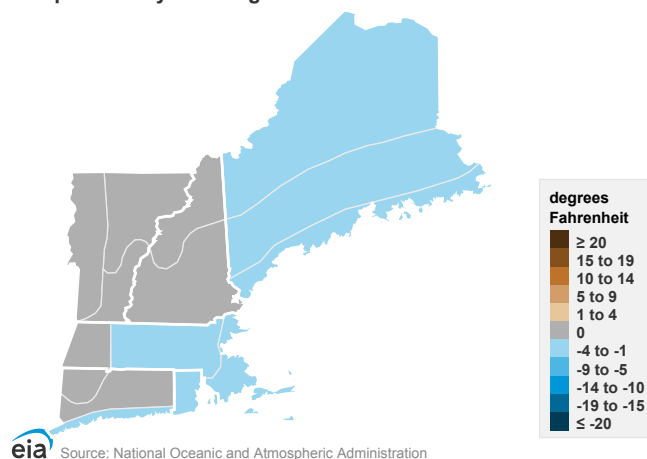 degrees
Fahrenheit
≥ 20
15 to 19
10 to 14
5 to 9
1 to 4
0
-4 to -1
-9 to -5
-14 to -10
-19 to -15
≤ -20
eia Source: National Oceanic and Atmospheric Administration